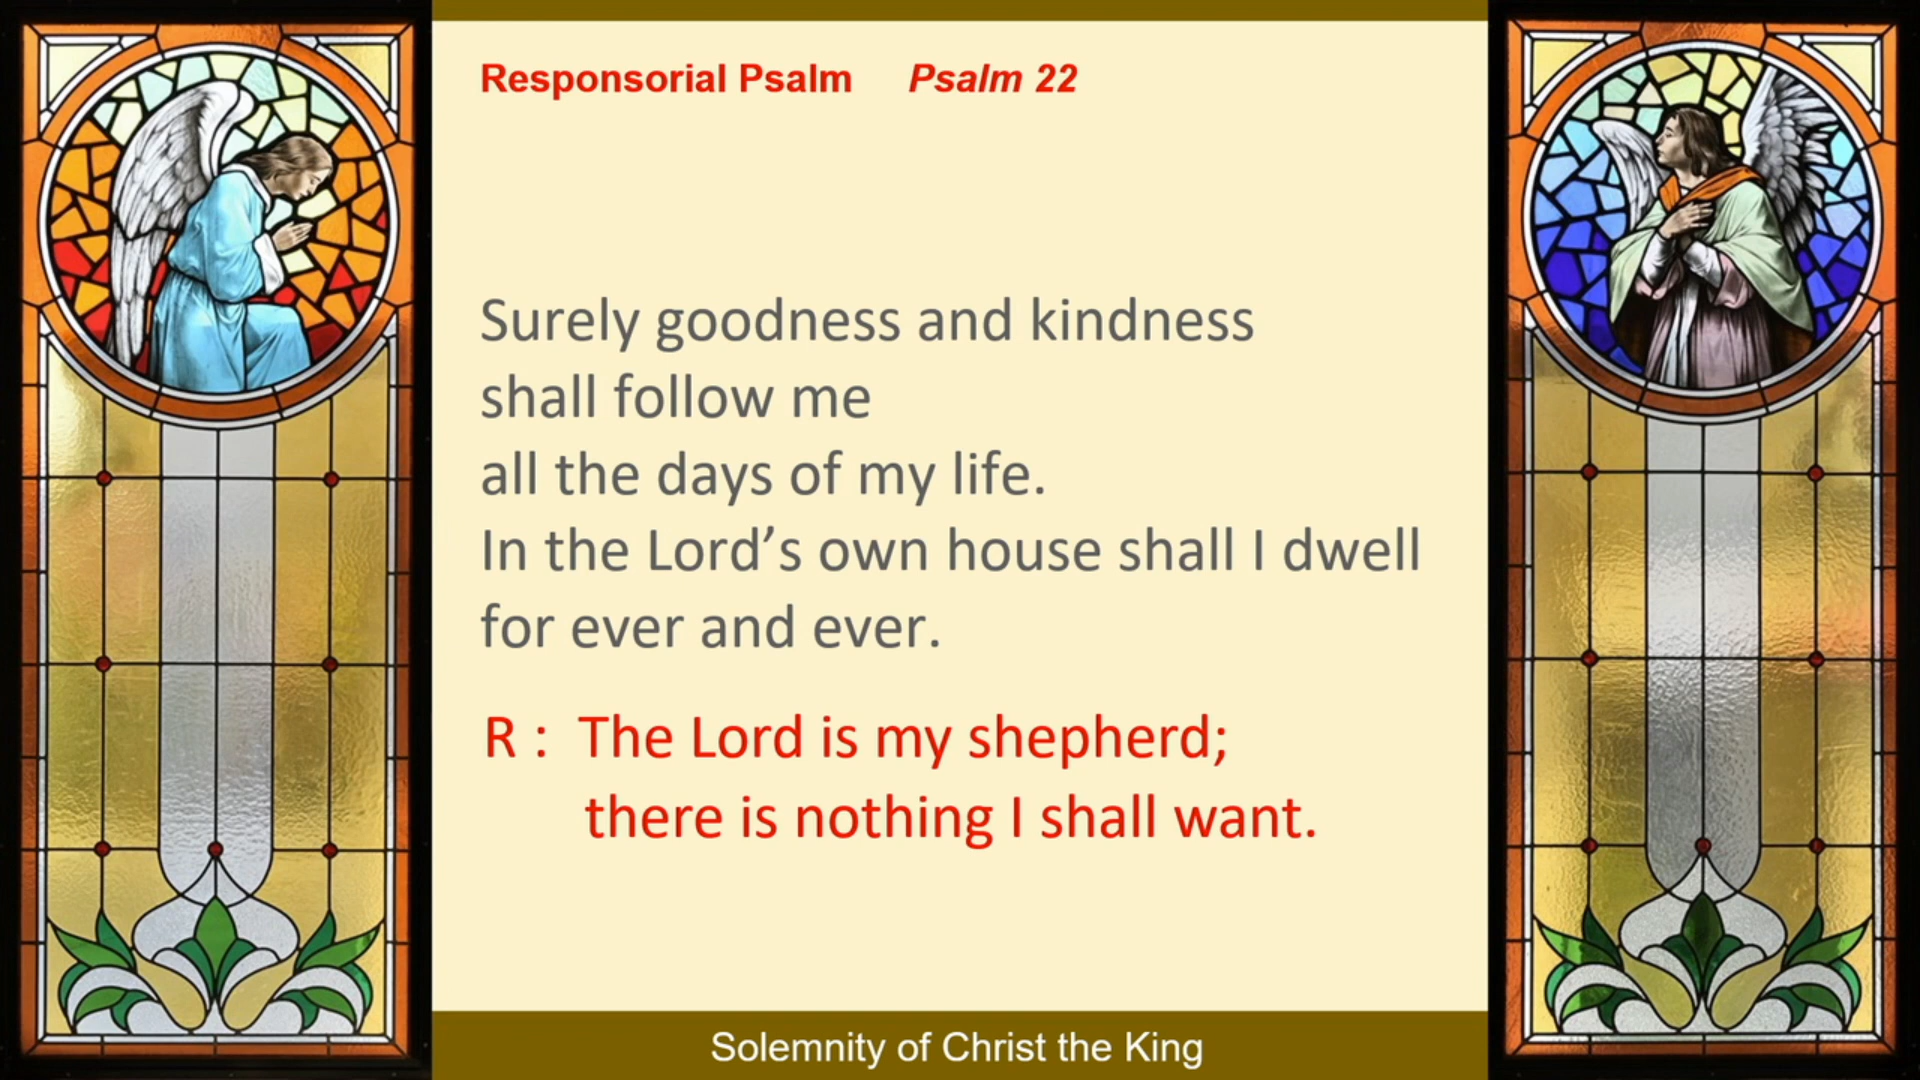 Responsorial Psalm Psalm 22
Surely goodness and kindness
shall follow me
all the days of my life.
In the Lord’s own house shall I dwell
for ever and ever.
R : The Lord is my shepherd;
there is nothing I shall want.
Solemnity of Christ the King